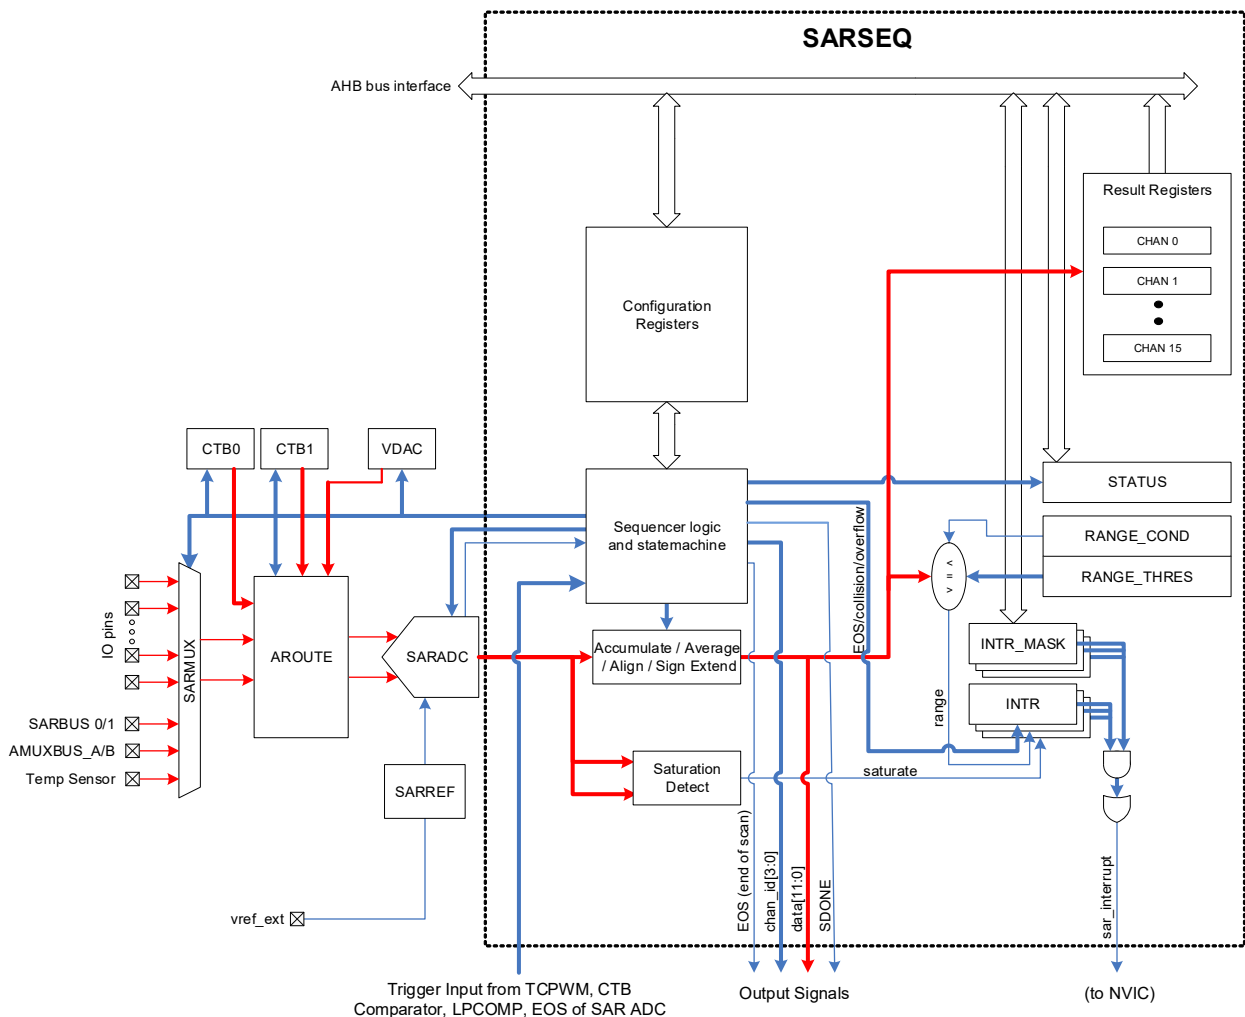 SARSEQ
AHB bus interface
Result Registers
CHAN 0
CHAN 1
CHAN 15
Configuration
Registers
CTB0
CTB1
VDAC
STATUS
Sequencer logic
and statemachine
RANGE_COND
RANGE_THRES
<
=
>
EOS/collision/overflow
IO pins
SARMUX
AROUTE
SARADC
Accumulate / Average
/ Align / Sign Extend
INTR_MASK
INTR
range
SARBUS 0/1
AMUXBUS_A/B
Temp Sensor
SARREF
Saturation
Detect
saturate
EOS (end of scan)
chan_id[3:0]
data[11:0]
SDONE
sar_interrupt
vref_ext
Trigger Input from TCPWM, CTB
Comparator, LPCOMP, EOS of SAR ADC
Output Signals
(to NVIC)